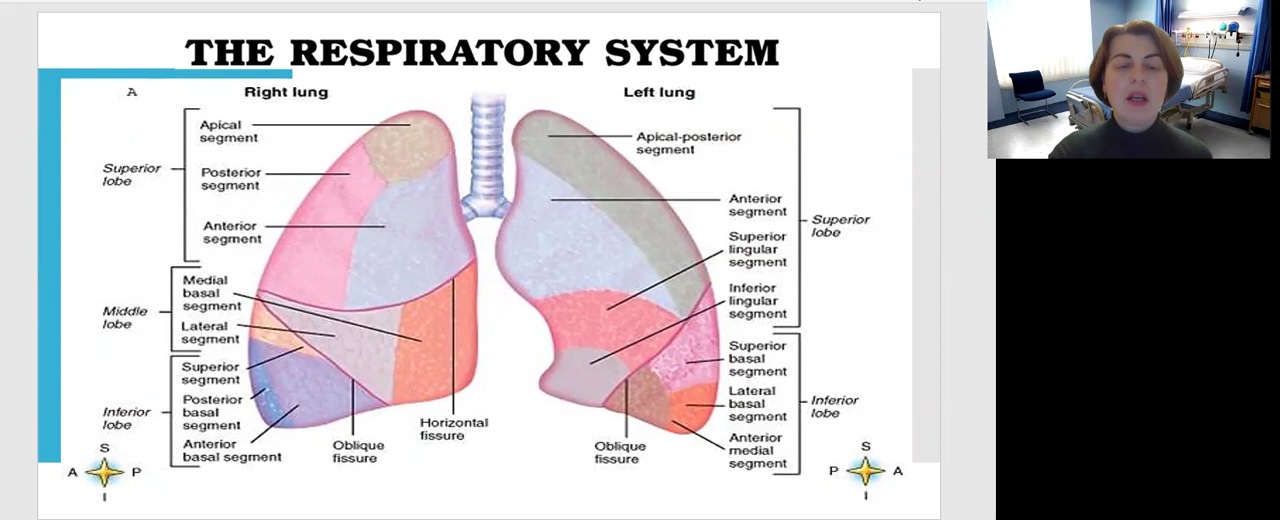 THE RESPIRATORY SYSTEM
A
Right lung
Left lung
Apical
segment
Superior
lobe
Posterior
segment
Anterior
segment
Medial
basal
segment
Middle
lobe
Lateral
segment
Superior
segment
Posterior
basal
segment
Inferior
lobe
Anterior
basal segment
Oblique
fissure
Horizontal
fissure
Apical-posterior
segment
Anterior
segment
Superior
lobe
Superior
lingular
segment
Inferior
lingular
segment
Superior
basal
segment
Lateral
basal
segment
Inferior
lobe
Anterior
medial
segment
Oblique
fissure
S
A P
I
S
P A
I